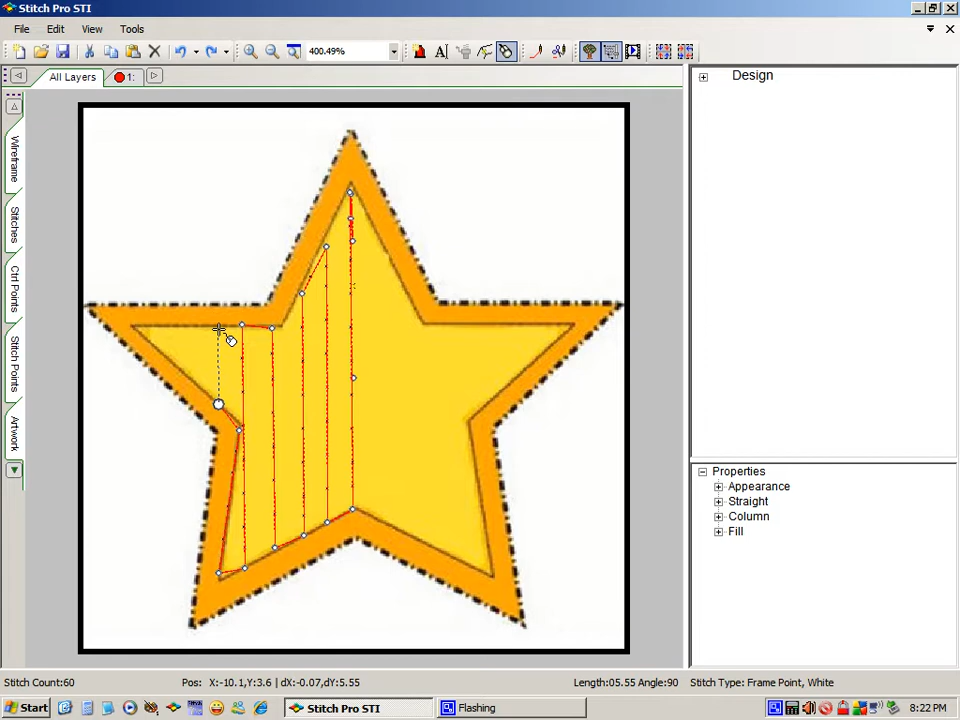 Stitch Pro STI
File Edit View Tools
400.49%
All Layers 1:
Design
Wireframe
Stitches
Ctrl Points
Stitch Points
Artwork
Properties
Appearance
Straight
Column
Fill
Stitch Count:60 Pos: X:-10.1,Y:3.6 | dX:-0.07,dY:5.55 Length:05.55 Angle:90 Stitch Type: Frame Point, White
Start Stitch Pro STI Flashing 8:22 PM